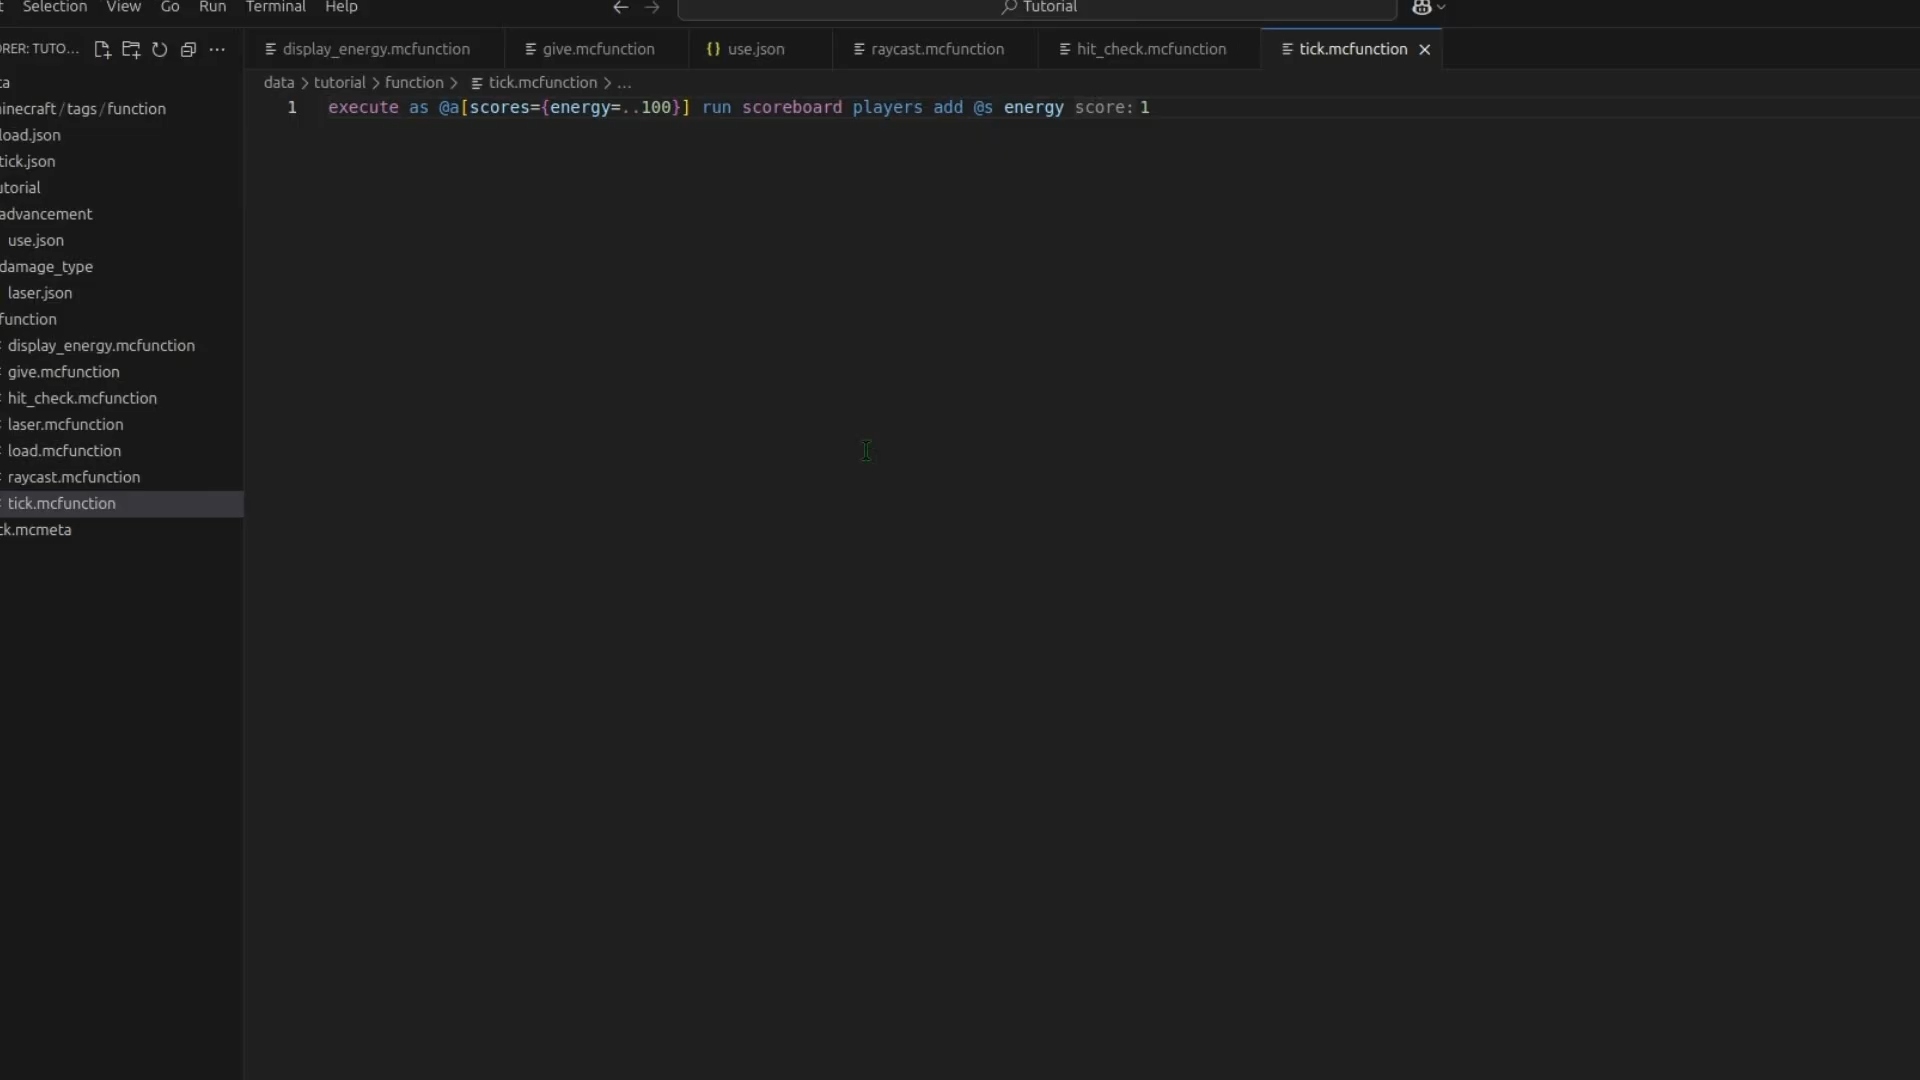 Selection View Go Run Terminal Help Tutorial
RER: TUTO...
display_energy.mcfunction give.mcfunction {} use.json raycast.mcfunction hit_check.mcfunction tick.mcfunction
data > tutorial > function > tick.mcfunction > ...
1 execute as @a[scores={energy=..100}] run scoreboard players add @s energy score: 1
ta
inecraft/tags/function
load.json
tick.json
utorial
advancement
use.json
damage_type
laser.json
function
display_energy.mcfunction
give.mcfunction
hit_check.mcfunction
laser.mcfunction
load.mcfunction
raycast.mcfunction
tick.mcfunction
ck.mcmeta